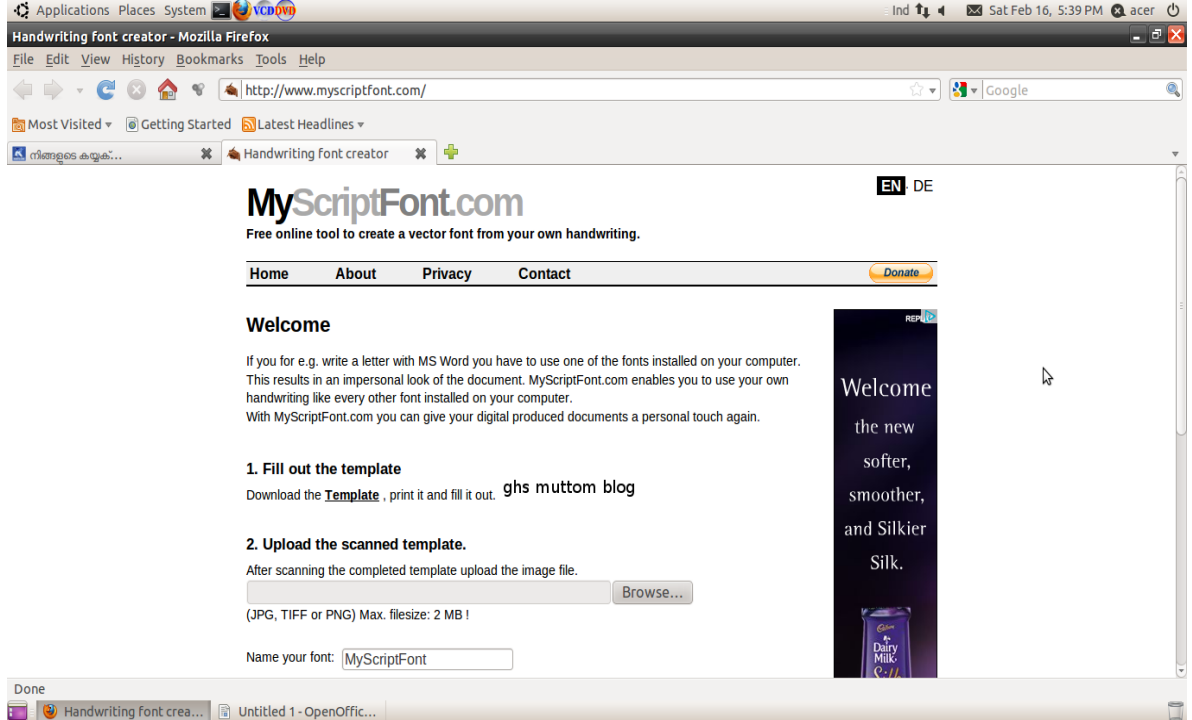 Applications Places System VCDDVD Ind Sat Feb 16, 5:39 PM acer
Handwriting font creator - Mozilla Firefox
File Edit View History Bookmarks Tools Help
http://www.myscriptfont.com/ Google
Most Visited Getting Started Latest Headlines
നിങ്ങളുടെ കയ്യക്... Handwriting font creator
MyScriptFont.com EN · DE
Free online tool to create a vector font from your own handwriting.
Home About Privacy Contact Donate
Welcome
If you for e.g. write a letter with MS Word you have to use one of the fonts installed on your computer.
This results in an impersonal look of the document. MyScriptFont.com enables you to use your own
handwriting like every other font installed on your computer.
With MyScriptFont.com you can give your digital produced documents a personal touch again.
1. Fill out the template
Download the Template , print it and fill it out. ghs muttom blog
2. Upload the scanned template.
After scanning the completed template upload the image file.
Browse...
(JPG, TIFF or PNG) Max. filesize: 2 MB !
Name your font: MyScriptFont
REPL
Welcome
the new
softer,
smoother,
and Silkier
Silk.
Cadbury
Dairy
Milk
Silk
Done
Handwriting font crea... Untitled 1 - OpenOffic...